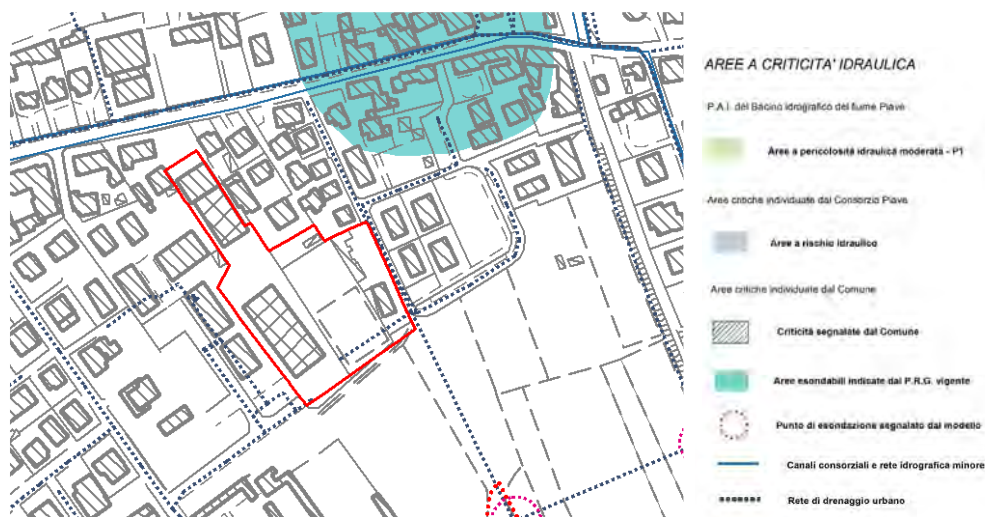 AREE A CRITICITA' IDRAULICA
P.A.I. del Bacino idrografico del fiume Piave
Aree a pericolosità idraulica moderata - P1
Aree critiche individuate dal Consorzio Piave
Aree a rischio idraulico
Aree critiche individuate dal Comune
Criticità segnalate dal Comune
Aree esondabili indicate dal P.R.G. vigente
Punto di esondazione segnalato dal modello
Canali consorziali e rete idrografica minore
Rete di drenaggio urbano